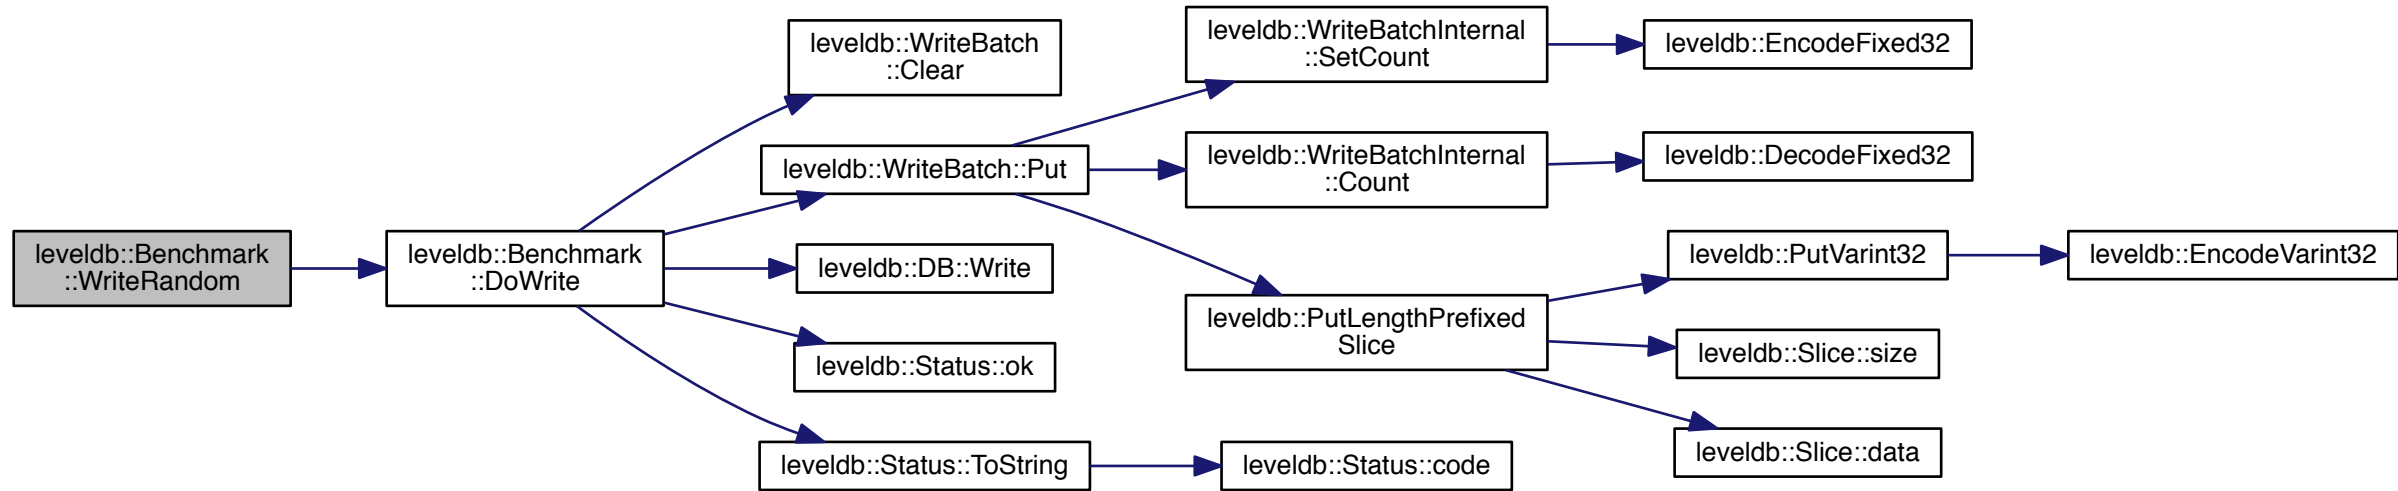 leveldb::Benchmark
::WriteRandom
leveldb::Benchmark
::DoWrite
leveldb::WriteBatch
::Clear
leveldb::WriteBatch::Put
leveldb::DB::Write
leveldb::Status::ok
leveldb::Status::ToString
leveldb::WriteBatchInternal
::SetCount
leveldb::WriteBatchInternal
::Count
leveldb::PutLengthPrefixed
Slice
leveldb::Status::code
leveldb::EncodeFixed32
leveldb::DecodeFixed32
leveldb::PutVarint32
leveldb::Slice::size
leveldb::Slice::data
leveldb::EncodeVarint32